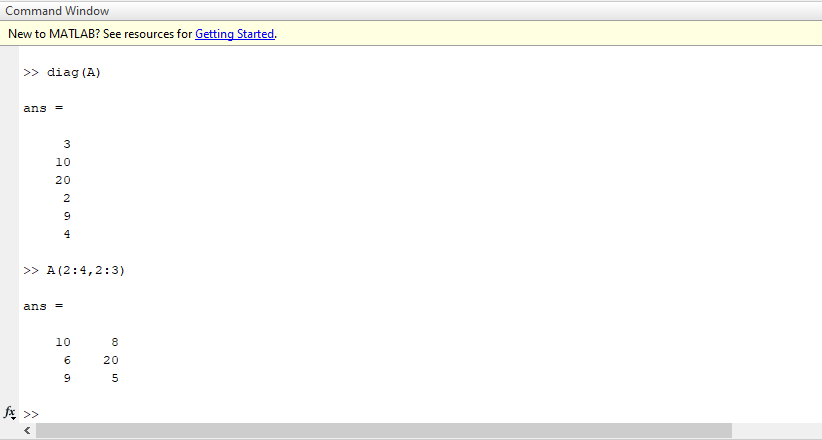 Command Window
New to MATLAB? See resources for Getting Started.
>> diag(A)
ans =
3
10
20
2
9
4
>> A(2:4,2:3)
ans =
10 8
6 20
9 5
fx >>